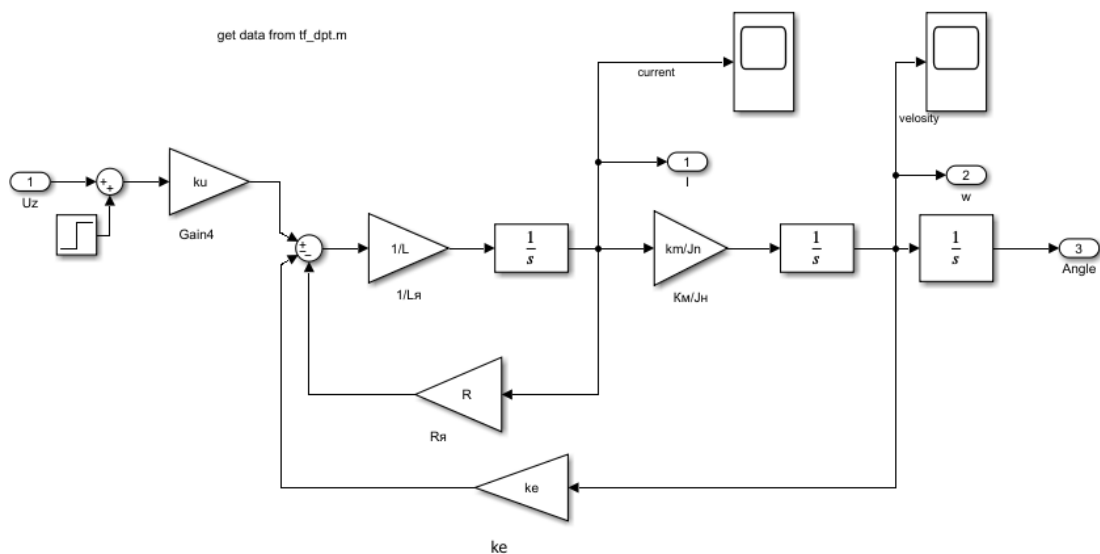 get data from tf_dpt.m
current
velosity
1
I
2
w
1
Uz
+
+
ku
Gain4
+
−
−
1/L
1/Lя
1
s
km/Jn
Км/Jн
1
s
1
s
3
Angle
R
Rя
ke
ke